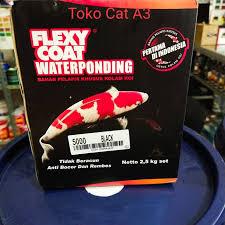 Toko Cat A3
FLEXY
COAT
WATERPONDING
BAHAN PELAPIS KHUSUS KOLAM KOI
PERTAMA
DI INDONESIA
5000
BLACK
Tidak Beracun
Anti Bocor Dan Rembes
Netto 2,5 kg set